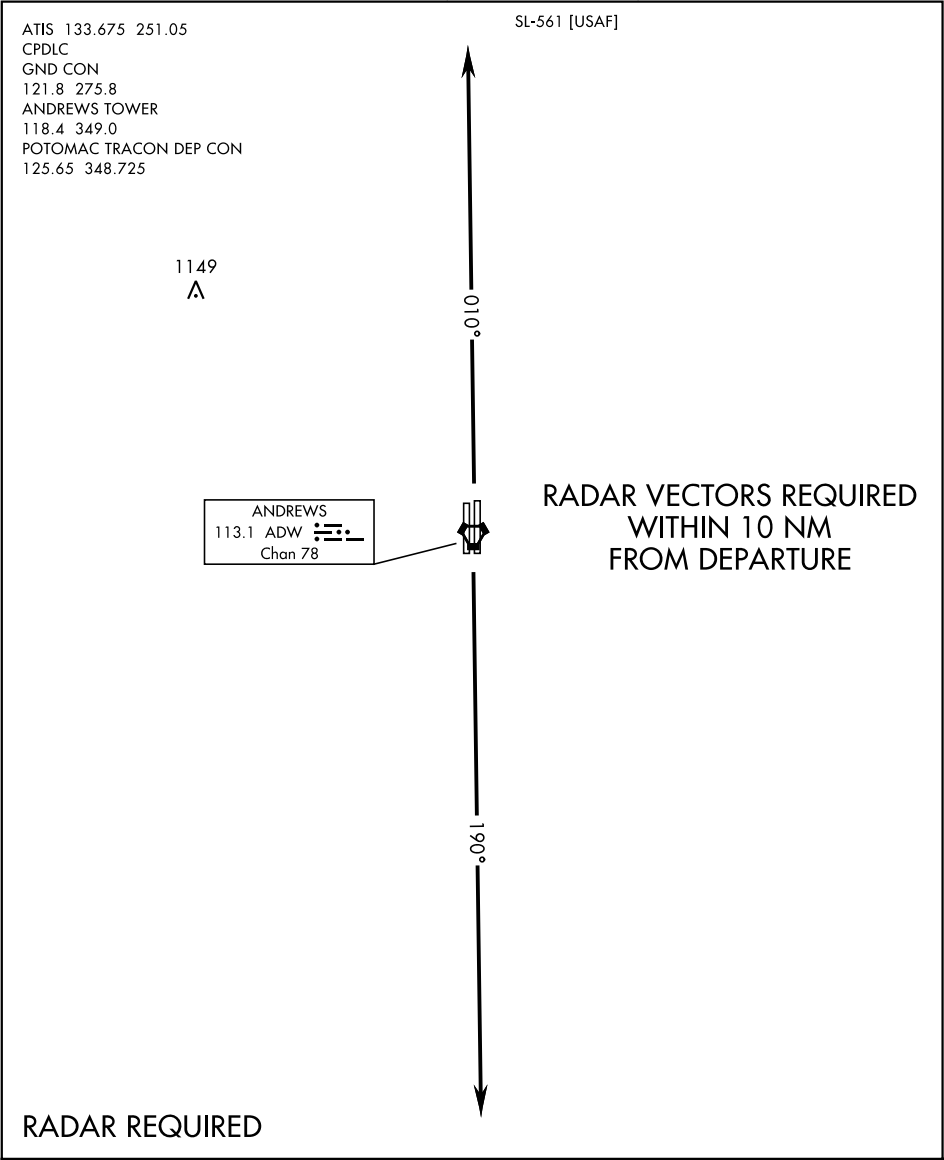 ATIS 133.675 251.05
CPDLC
GND CON
121.8 275.8
ANDREWS TOWER
118.4 349.0
POTOMAC TRACON DEP CON
125.65 348.725
SL-561 [USAF]
1149
010°
ANDREWS
113.1 ADW
Chan 78
RADAR VECTORS REQUIRED
WITHIN 10 NM
FROM DEPARTURE
190°
RADAR REQUIRED